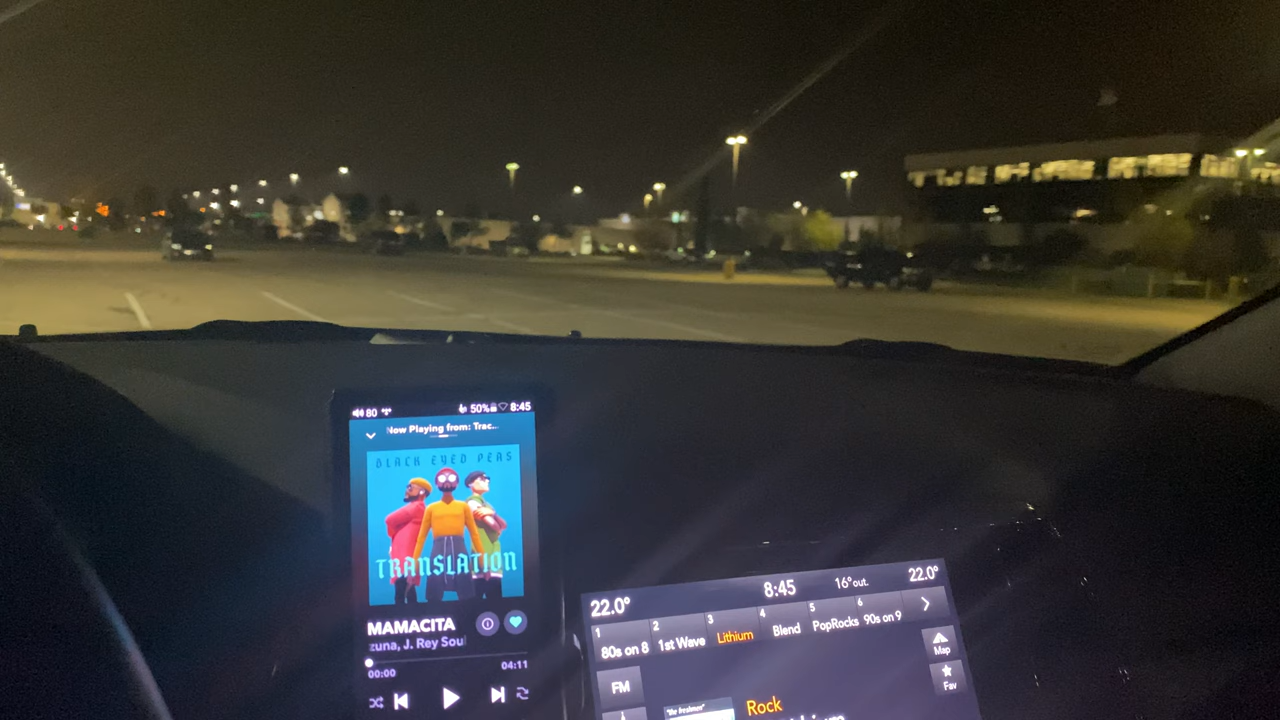 80
50%
8:45
Now Playing from: Trac...
BLACK EYED PEAS
TRANSLATION
MAMACITA
zuna, J. Rey Soul
00:00
04:11
22.0°
8:45
16° out.
22.0°
1
80s on 8
2
1st Wave
3
Lithium
4
Blend
5
PopRocks
6
90s on 9
Map
FM
Fav
"the freshmen"
Rock